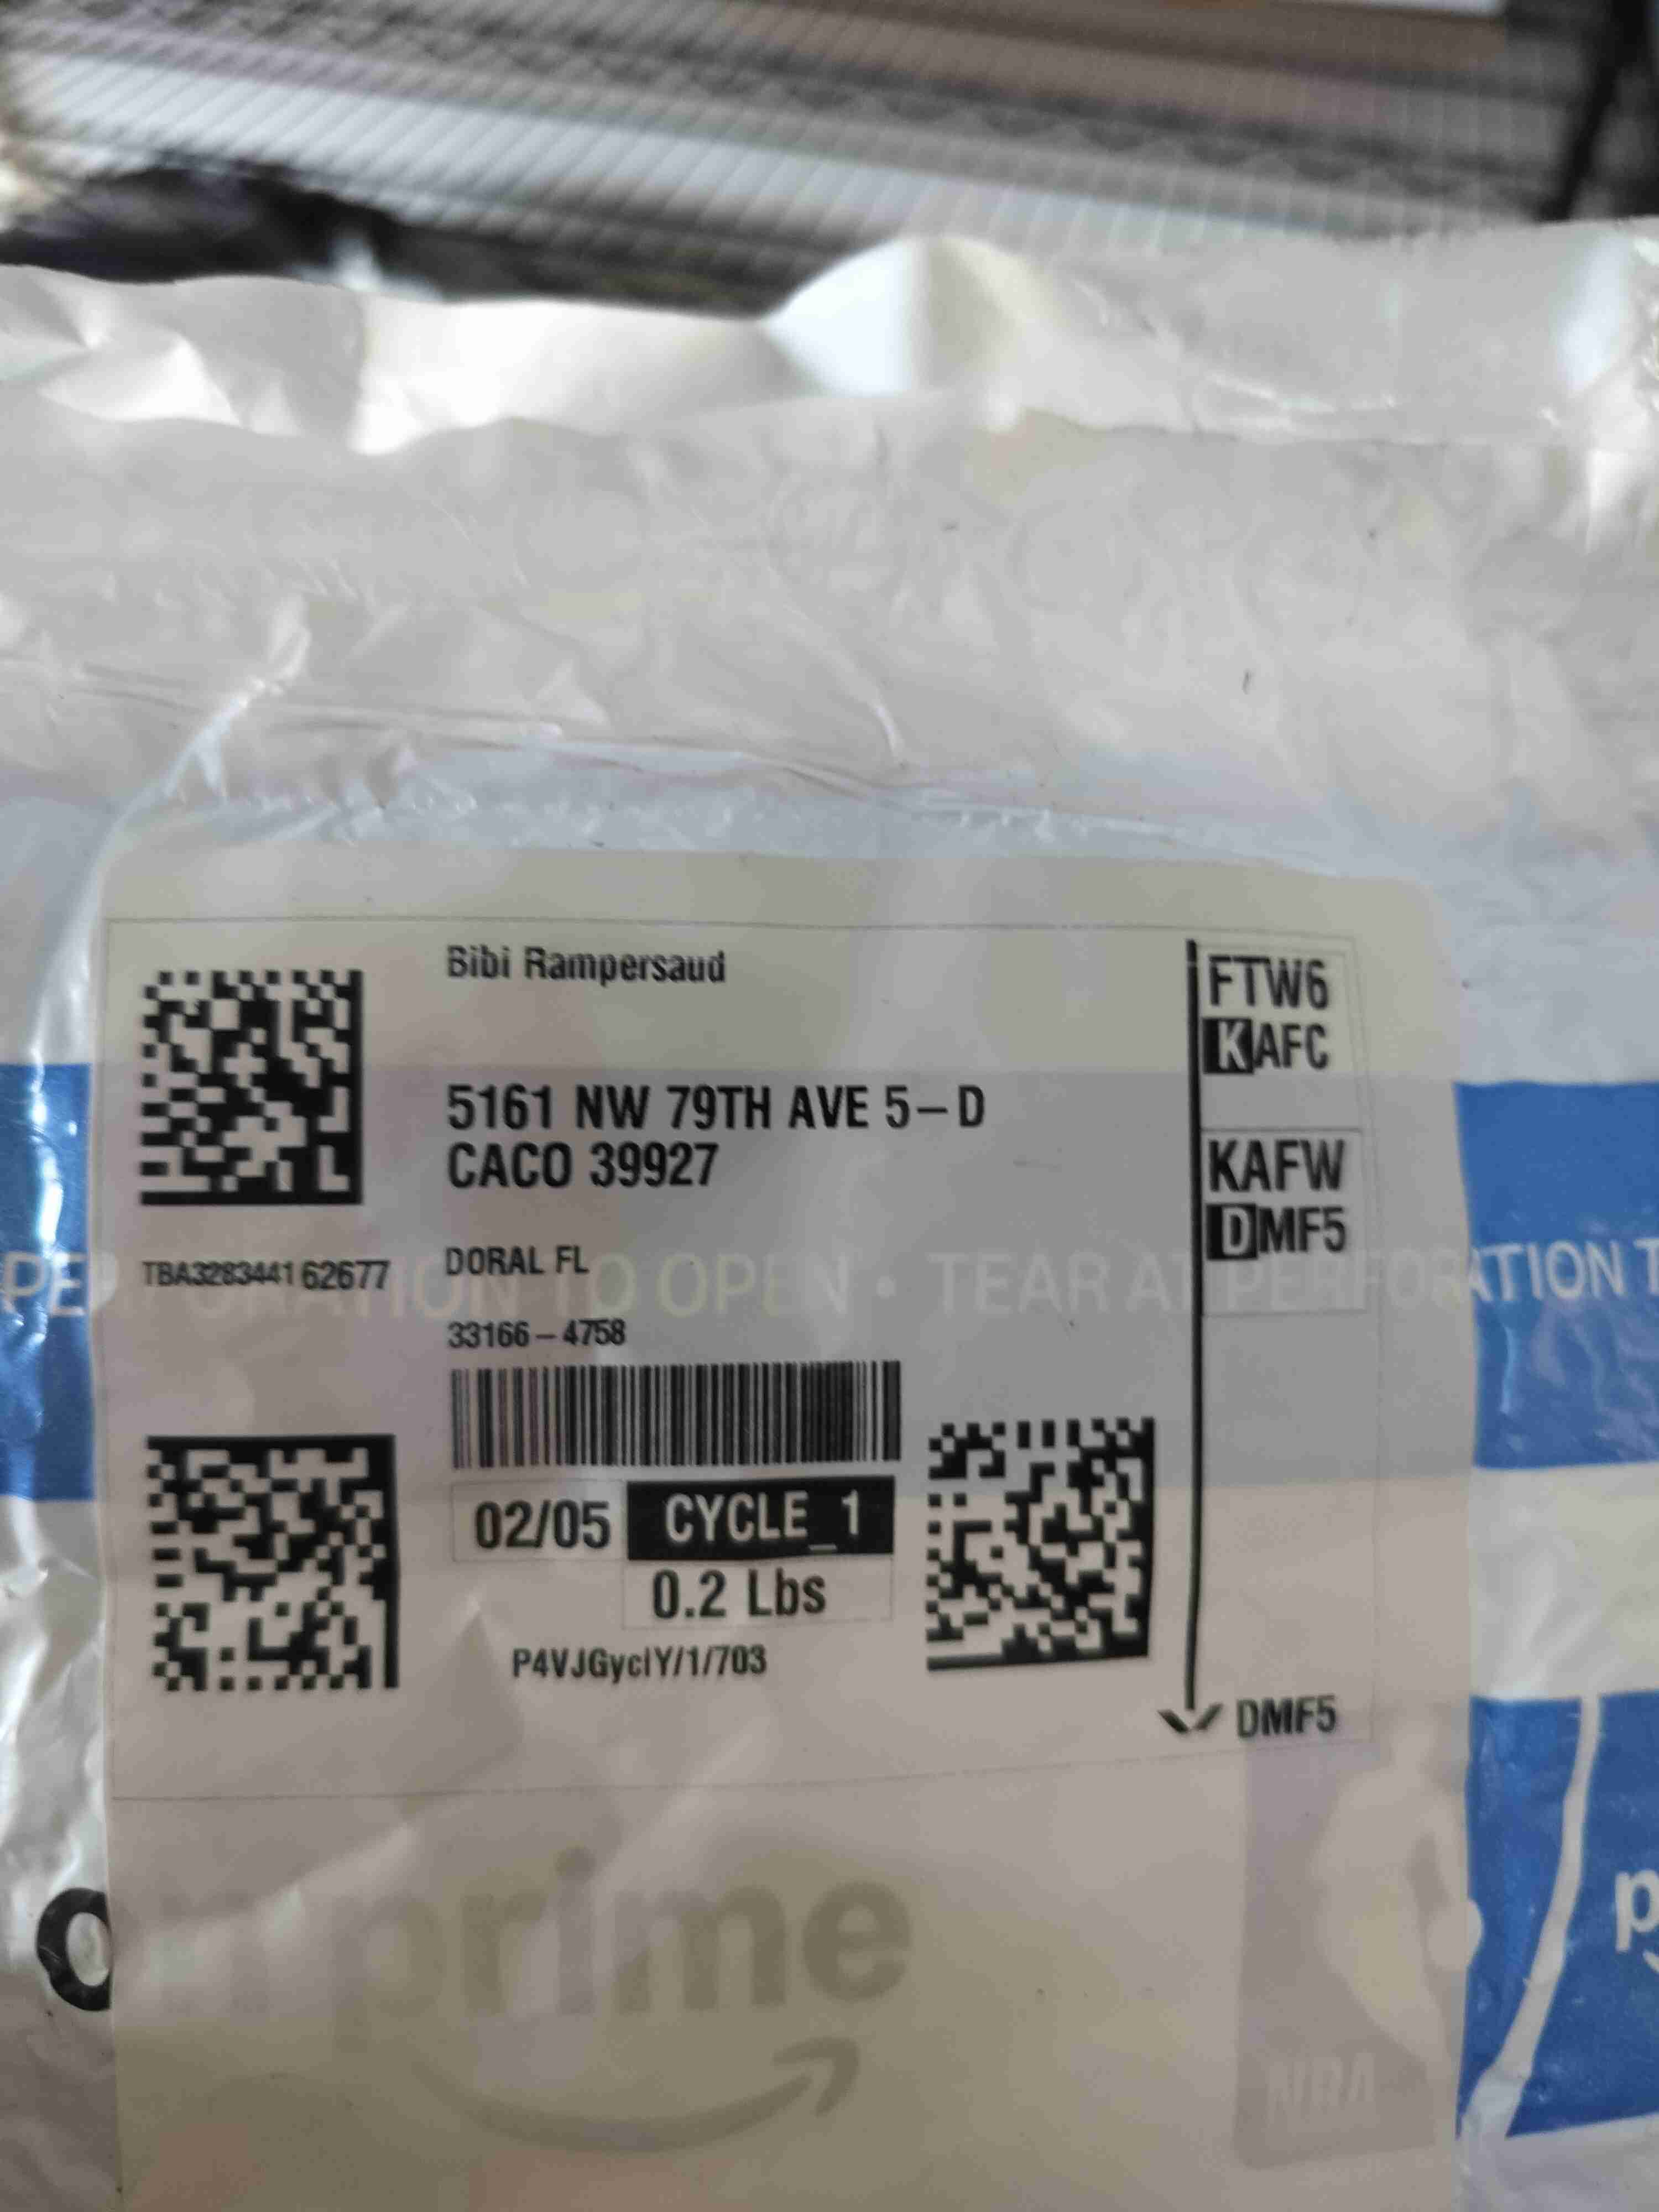 Bibi Rampersaud
FTW6
KAFC
5161 NW 79TH AVE 5-D
CACO 39927
KAFW
DMF5
TBA328344162677
DORAL FL
PERFORATION TO OPEN • TEAR AT PERFORATION T
33166-4758
02/05 CYCLE_1
0.2 Lbs
P4VJGyclY/1/703
DMF5
prime
NBA
p